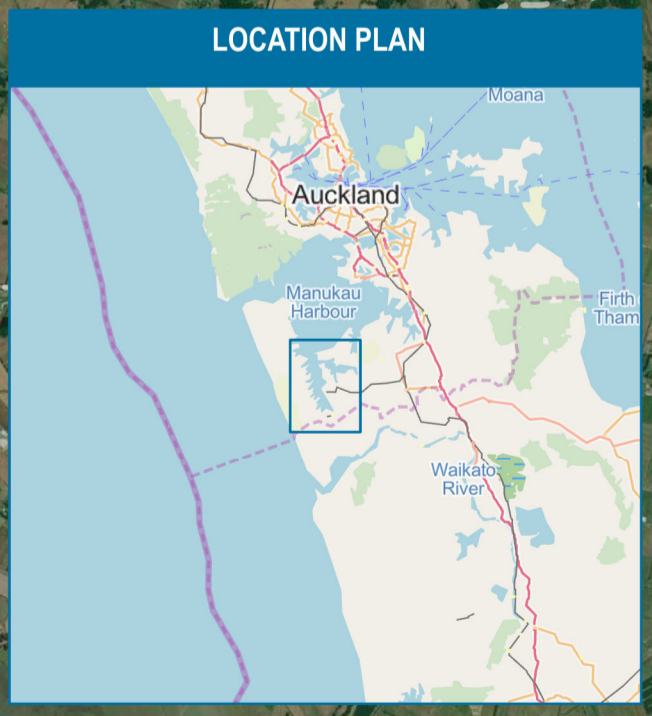 LOCATION PLAN
Moana
Auckland
Manukau
Harbour
Firth
Tham
Waikato
River